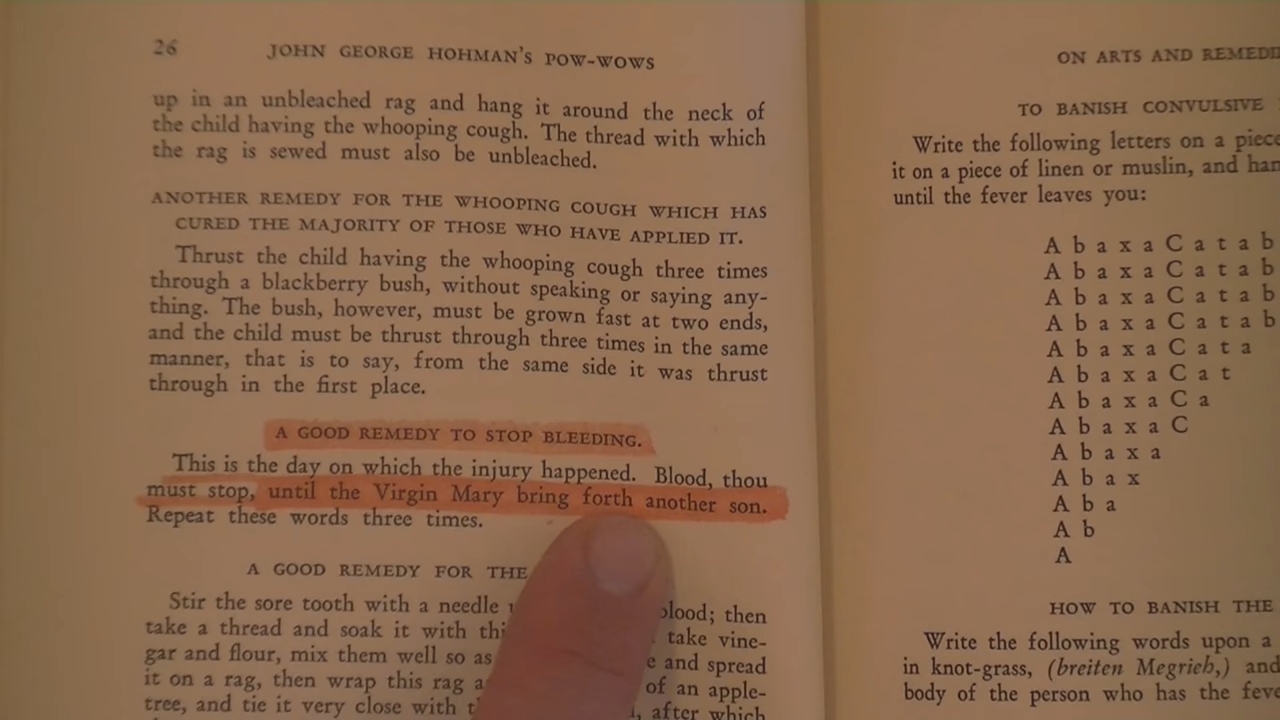 26 JOHN GEORGE HOHMAN'S POW-WOWS
up in an unbleached rag and hang it around the neck of
the child having the whooping cough. The thread with which
the rag is sewed must also be unbleached.
ANOTHER REMEDY FOR THE WHOOPING COUGH WHICH HAS
CURED THE MAJORITY OF THOSE WHO HAVE APPLIED IT.
Thrust the child having the whooping cough three times
through a blackberry bush, without speaking or saying any-
thing. The bush, however, must be grown fast at two ends,
and the child must be thrust through three times in the same
manner, that is to say, from the same side it was thrust
through in the first place.
A GOOD REMEDY TO STOP BLEEDING.
This is the day on which the injury happened. Blood, thou
must stop, until the Virgin Mary bring forth another son.
Repeat these words three times.
A GOOD REMEDY FOR THE
Stir the sore tooth with a needle blood; then
take a thread and soak it with take vine-
gar and flour, mix them well so as and spread
it on a rag, then wrap this rag of an apple-
tree, and tie it very close with after which
ON ARTS AND
TO BANISH CONVULSIVE
Write the following letters on a piece
it on a piece of linen or muslin, and
until the fever leaves you:
A b a x a C a t a b
A b a x a C a t a b
A b a x a C a t a b
A b a x a C a t a b
A b a x a C a t a
A b a x a C a t
A b a x a C a
A b a x a C
A b a x a
A b a x
A b a
A b
A
HOW TO BANISH THE
Write the following words upon a
in knot-grass, (breiten Megrieh,) and
body of the person who has the